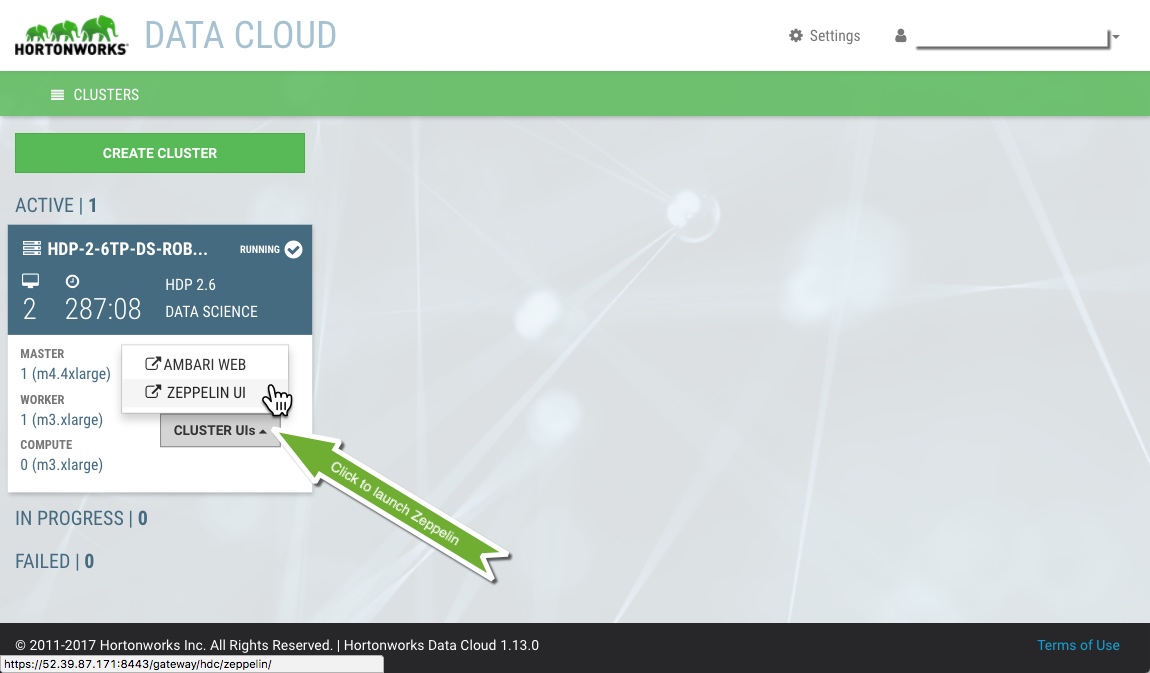 HORTONWORKS
DATA CLOUD
Settings
CLUSTERS
CREATE CLUSTER
ACTIVE | 1
HDP-2-6TP-DS-ROB...
RUNNING
2
287:08
HDP 2.6
DATA SCIENCE
MASTER
1 (m4.4xlarge)
WORKER
1 (m3.xlarge)
COMPUTE
0 (m3.xlarge)
AMBARI WEB
ZEPPELIN UI
CLUSTER UIs
Click to launch Zeppelin
IN PROGRESS | 0
FAILED | 0
© 2011-2017 Hortonworks Inc. All Rights Reserved. | Hortonworks Data Cloud 1.13.0
Terms of Use
https://52.39.87.171:8443/gateway/hdc/zeppelin/